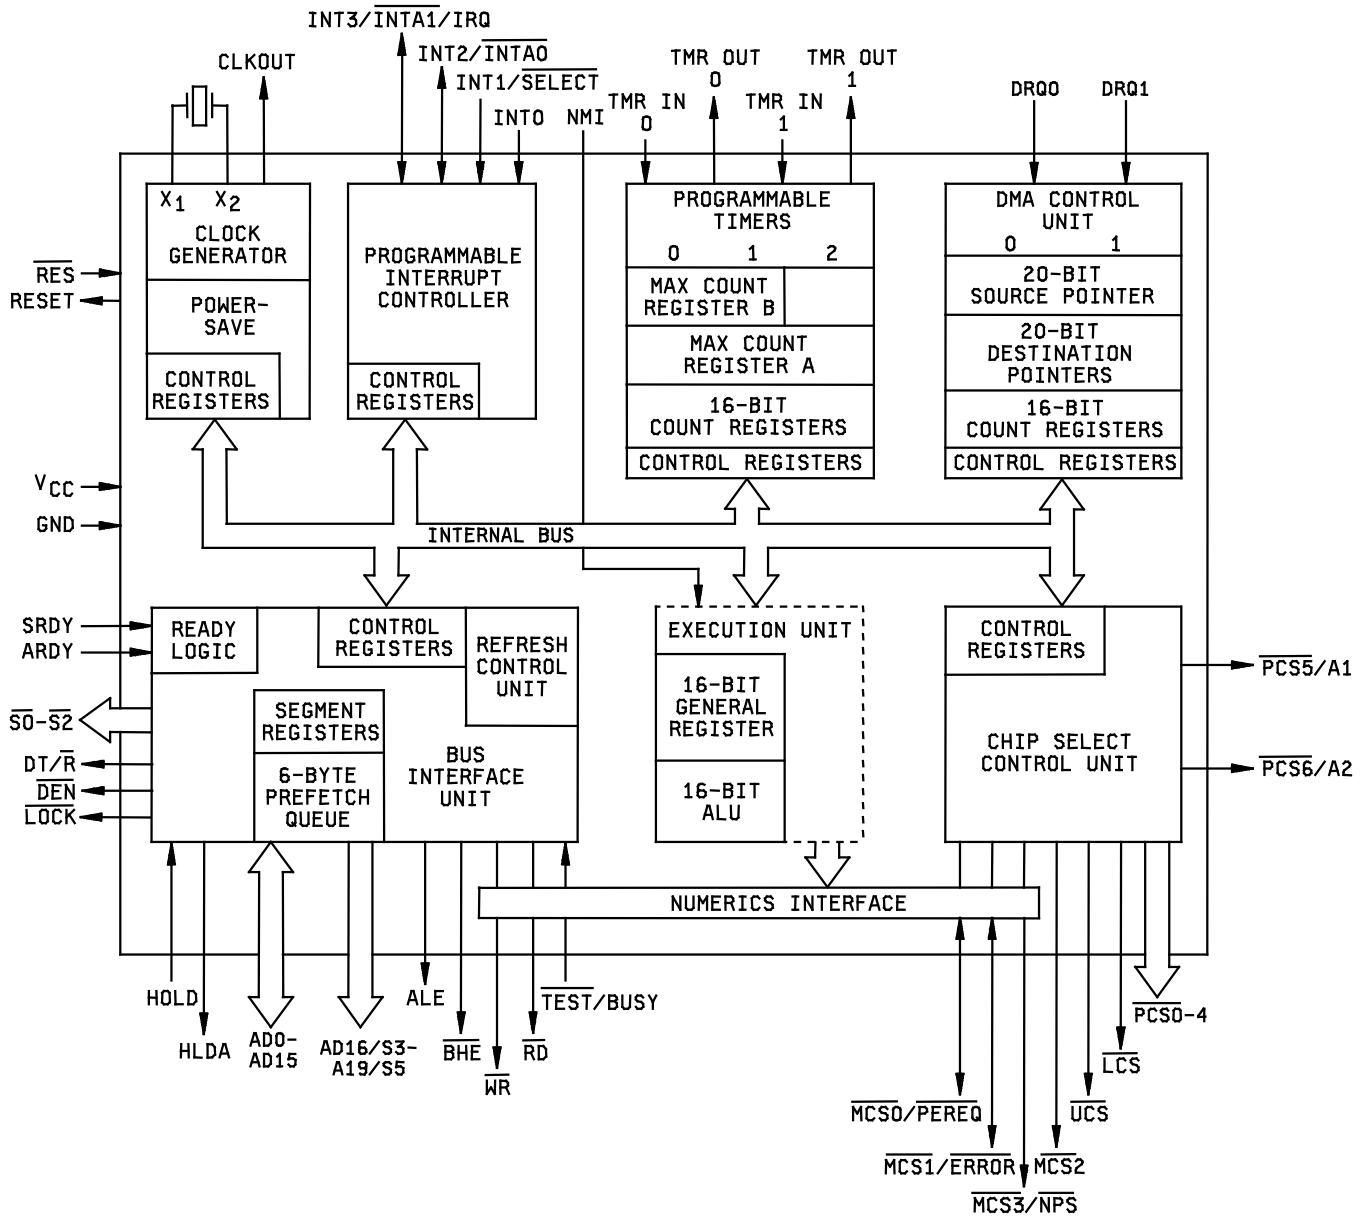 INT3/INTA1/IRQ
INT2/INTA0
INT1/SELECT
INT0
NMI
CLKOUT
TMR IN
0
TMR OUT
0
TMR IN
1
TMR OUT
1
DRQ0
DRQ1
X1
X2
CLOCK
GENERATOR
POWER-
SAVE
CONTROL
REGISTERS
PROGRAMMABLE
INTERRUPT
CONTROLLER
CONTROL
REGISTERS
PROGRAMMABLE
TIMERS
0 1 2
MAX COUNT
REGISTER B
MAX COUNT
REGISTER A
16-BIT
COUNT REGISTERS
CONTROL REGISTERS
DMA CONTROL
UNIT
0 1
20-BIT
SOURCE POINTER
20-BIT
DESTINATION
POINTERS
16-BIT
COUNT REGISTERS
CONTROL REGISTERS
RES
RESET
VCC
GND
INTERNAL BUS
SRDY
ARDY
S0-S2
DT/R
DEN
LOCK
READY
LOGIC
CONTROL
REGISTERS
REFRESH
CONTROL
UNIT
SEGMENT
REGISTERS
6-BYTE
PREFETCH
QUEUE
BUS
INTERFACE
UNIT
EXECUTION UNIT
16-BIT
GENERAL
REGISTER
16-BIT
ALU
CONTROL
REGISTERS
CHIP SELECT
CONTROL UNIT
PCS5/A1
PCS6/A2
NUMERICS INTERFACE
HOLD
HLDA
AD0-
AD15
AD16/S3-
A19/S5
ALE
BHE
WR
RD
TEST/BUSY
MCS0/PEREQ
MCS1/ERROR
MCS3/NPS
MCS2
UCS
LCS
PCS0-4